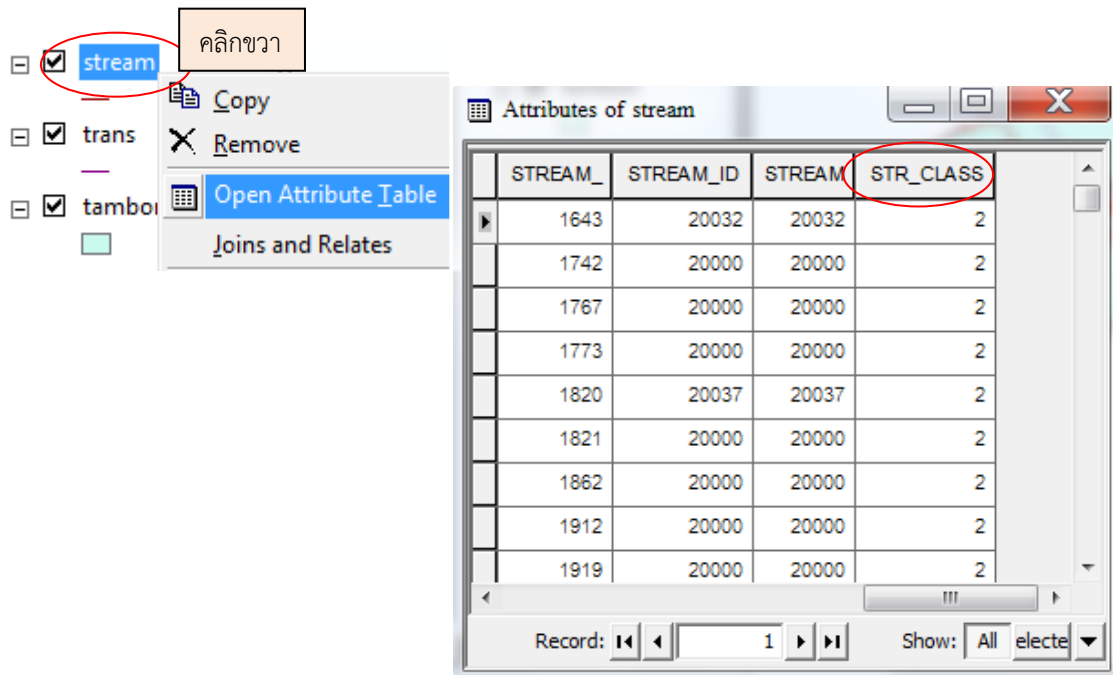 คลิกขวา
stream
Copy
trans
Remove
Open Attribute Table
tambo
Joins and Relates
Attributes of stream
STREAM_ STREAM_ID STREAM STR_CLASS
1643 20032 20032 2
1742 20000 20000 2
1767 20000 20000 2
1773 20000 20000 2
1820 20037 20037 2
1821 20000 20000 2
1862 20000 20000 2
1912 20000 20000 2
1919 20000 20000 2
Record: 1 Show: All electe